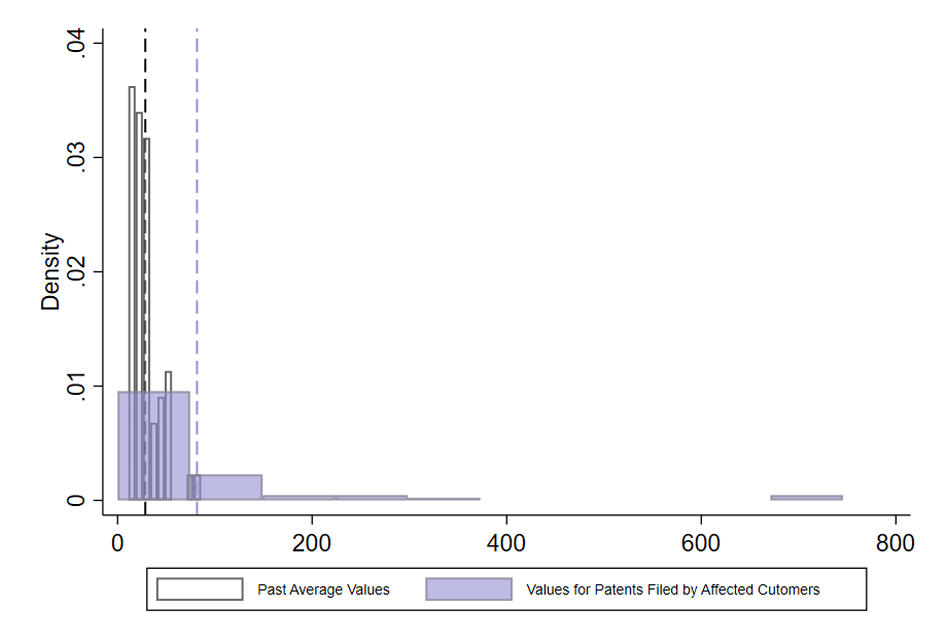 .04
.03
.02
.01
0
Density
0 200 400 600 800
Past Average Values Values for Patents Filed by Affected Cutomers